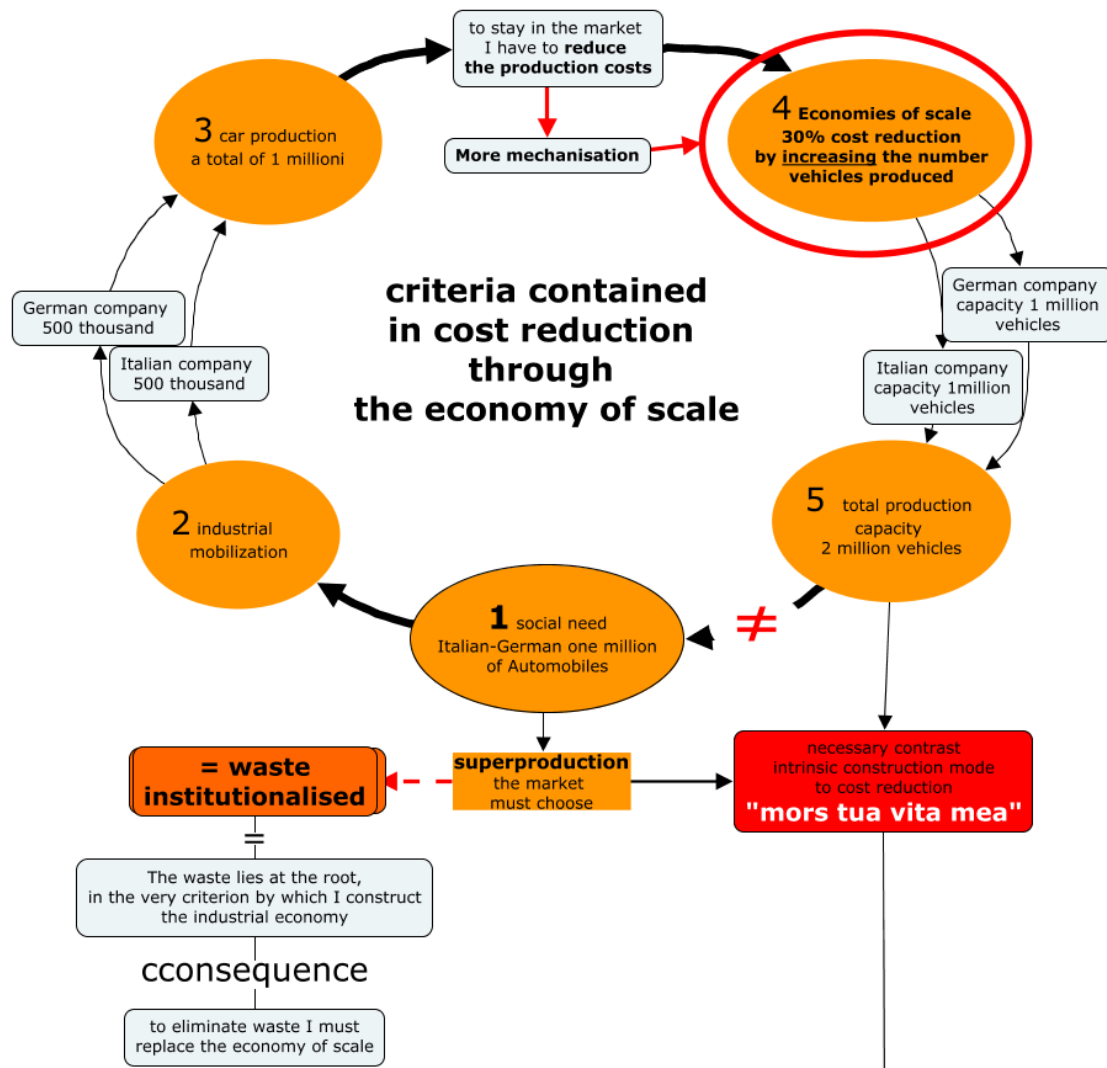 to stay in the market
I have to reduce
the production costs
3 car production
a total of 1 millioni
More mechanisation
4 Economies of scale
30% cost reduction
by increasing the number
vehicles produced
German company
500 thousand
Italian company
500 thousand
criteria contained
in cost reduction
through
the economy of scale
German company
capacity 1 million
vehicles
Italian company
capacity 1million
vehicles
2 industrial
mobilization
5 total production
capacity
2 million vehicles
1 social need
Italian-German one million
of Automobiles
≠
= waste
institutionalised
superproduction
the market
must choose
necessary contrast
intrinsic construction mode
to cost reduction
"mors tua vita mea"
=
The waste lies at the root,
in the very criterion by which I construct
the industrial economy
cconsequence
to eliminate waste I must
replace the economy of scale